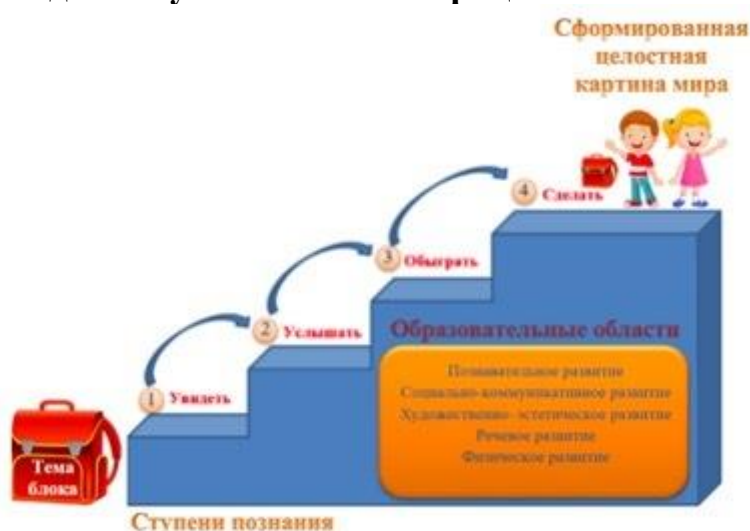 Сформированная
целостная
картина мира
4 Сделать
3 Обыграть
2 Услышать
1 Увидеть
Образовательные области
Познавательное развитие
Социально-коммуникативное развитие
Художественно- эстетическое развитие
Речевое развитие
Физическое развитие
Тема
блока
Ступени познания